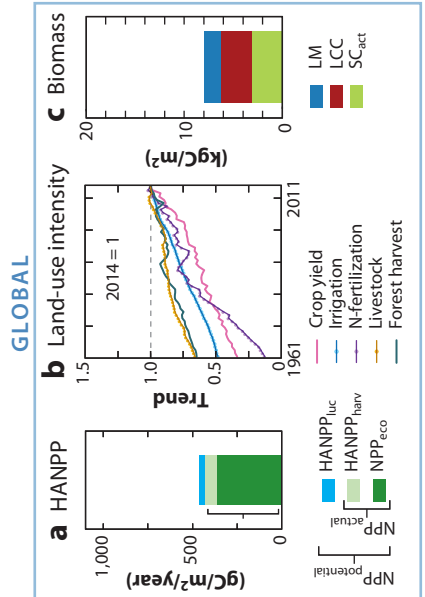 GLOBAL
a HANPP
(gC/m²/year)
1,000
500
0
HANPP_luc
HANPP_harv
NPP_eco
NPP_actual
NPP_potential
b Land-use intensity
Trend
1.5
1.0
0.5
0
2014 = 1
1961
2011
Crop yield
Irrigation
N-fertilization
Livestock
Forest harvest
c Biomass
(kgC/m²)
20
10
0
LM
LCC
SC_act